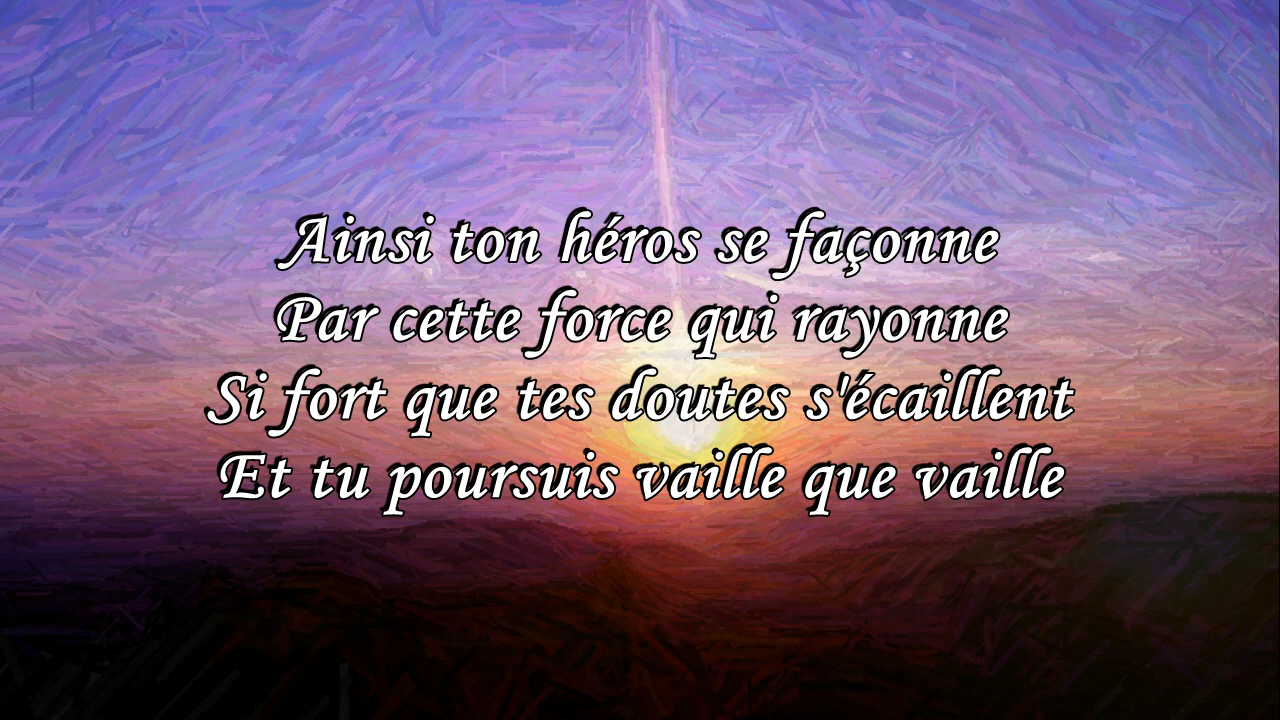 Ainsi ton héros se façonne
Par cette force qui rayonne
Si fort que tes doutes s'écaillent
Et tu poursuis vaille que vaille